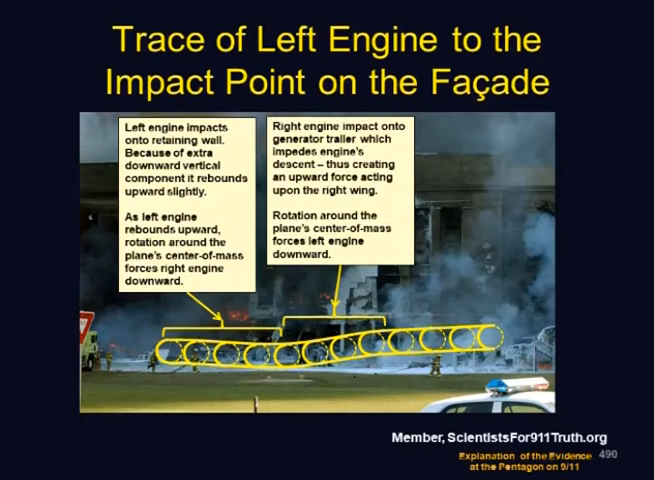 Trace of Left Engine to the
Impact Point on the Façade
Left engine impacts
onto retaining wall.
Because of extra
downward vertical
component it rebounds
upward slightly.
As left engine
rebounds upward,
rotation around the
plane's center-of-mass
forces right engine
downward.
Right engine impact onto
generator trailer which
impedes engine's
descent – thus creating
an upward force acting
upon the right wing.
Rotation around the
plane's center-of-mass
forces left engine
downward.
Member, ScientistsFor911Truth.org
Explanation of the Evidence
at the Pentagon on 9/11
490